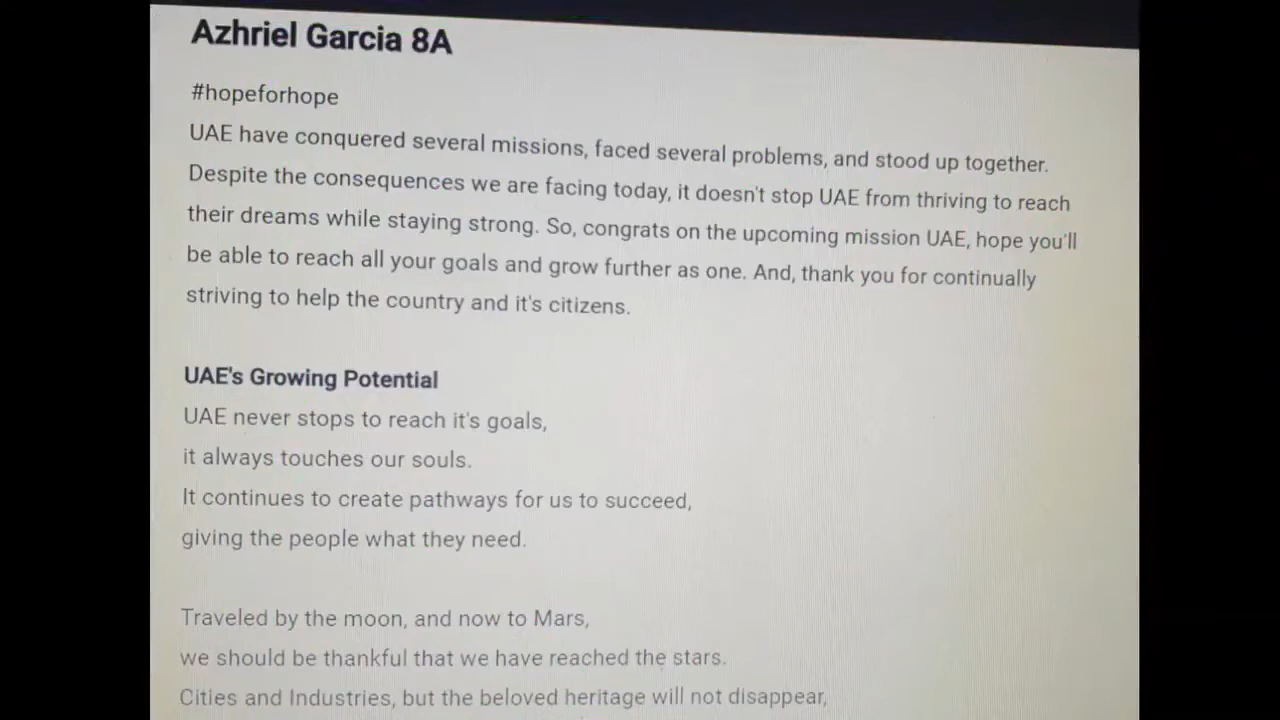 Azhriel Garcia 8A
#hopeforhope
UAE have conquered several missions, faced several problems, and stood up together.
Despite the consequences we are facing today, it doesn't stop UAE from thriving to reach
their dreams while staying strong. So, congrats on the upcoming mission UAE, hope you'll
be able to reach all your goals and grow further as one. And, thank you for continually
striving to help the country and it's citizens.
UAE's Growing Potential
UAE never stops to reach it's goals,
it always touches our souls.
It continues to create pathways for us to succeed,
giving the people what they need.
Traveled by the moon, and now to Mars,
we should be thankful that we have reached the stars.
Cities and Industries, but the beloved heritage will not disappear,